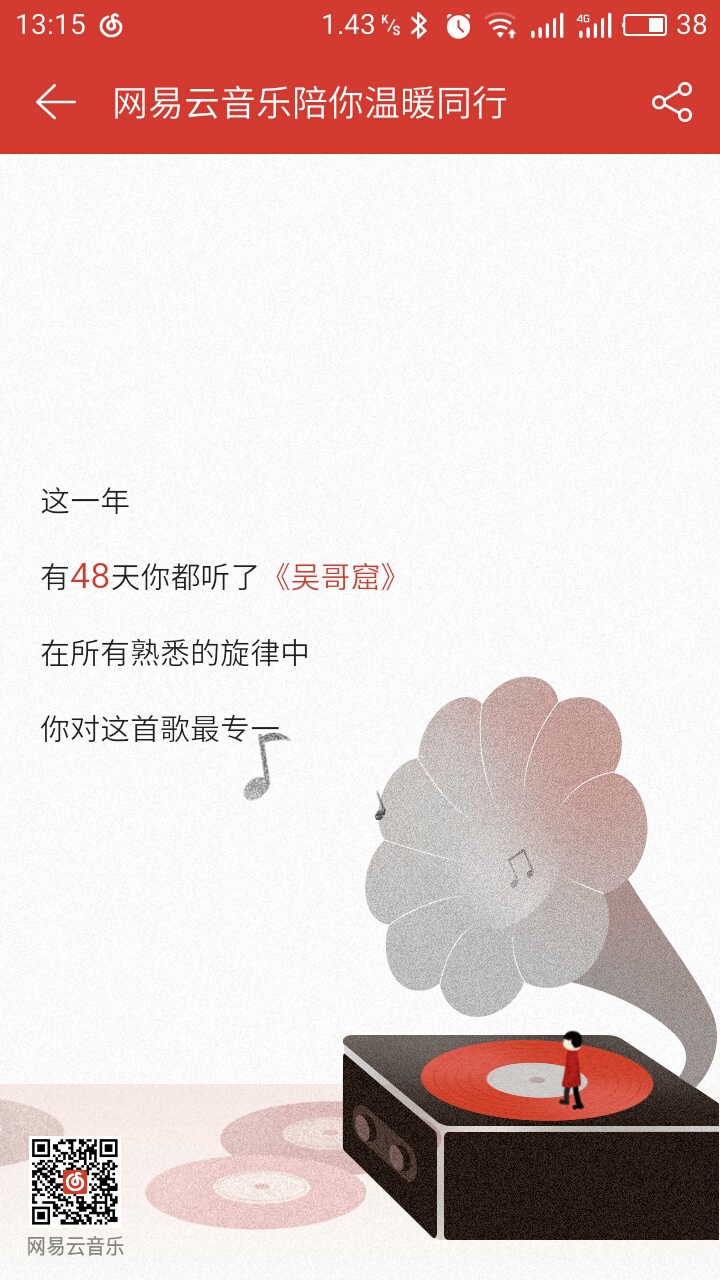 13:15 1.43 K/s 4G 38
网易云音乐陪你温暖同行
这一年
有48天你都听了《吴哥窟》
在所有熟悉的旋律中
你对这首歌最专一
网易云音乐